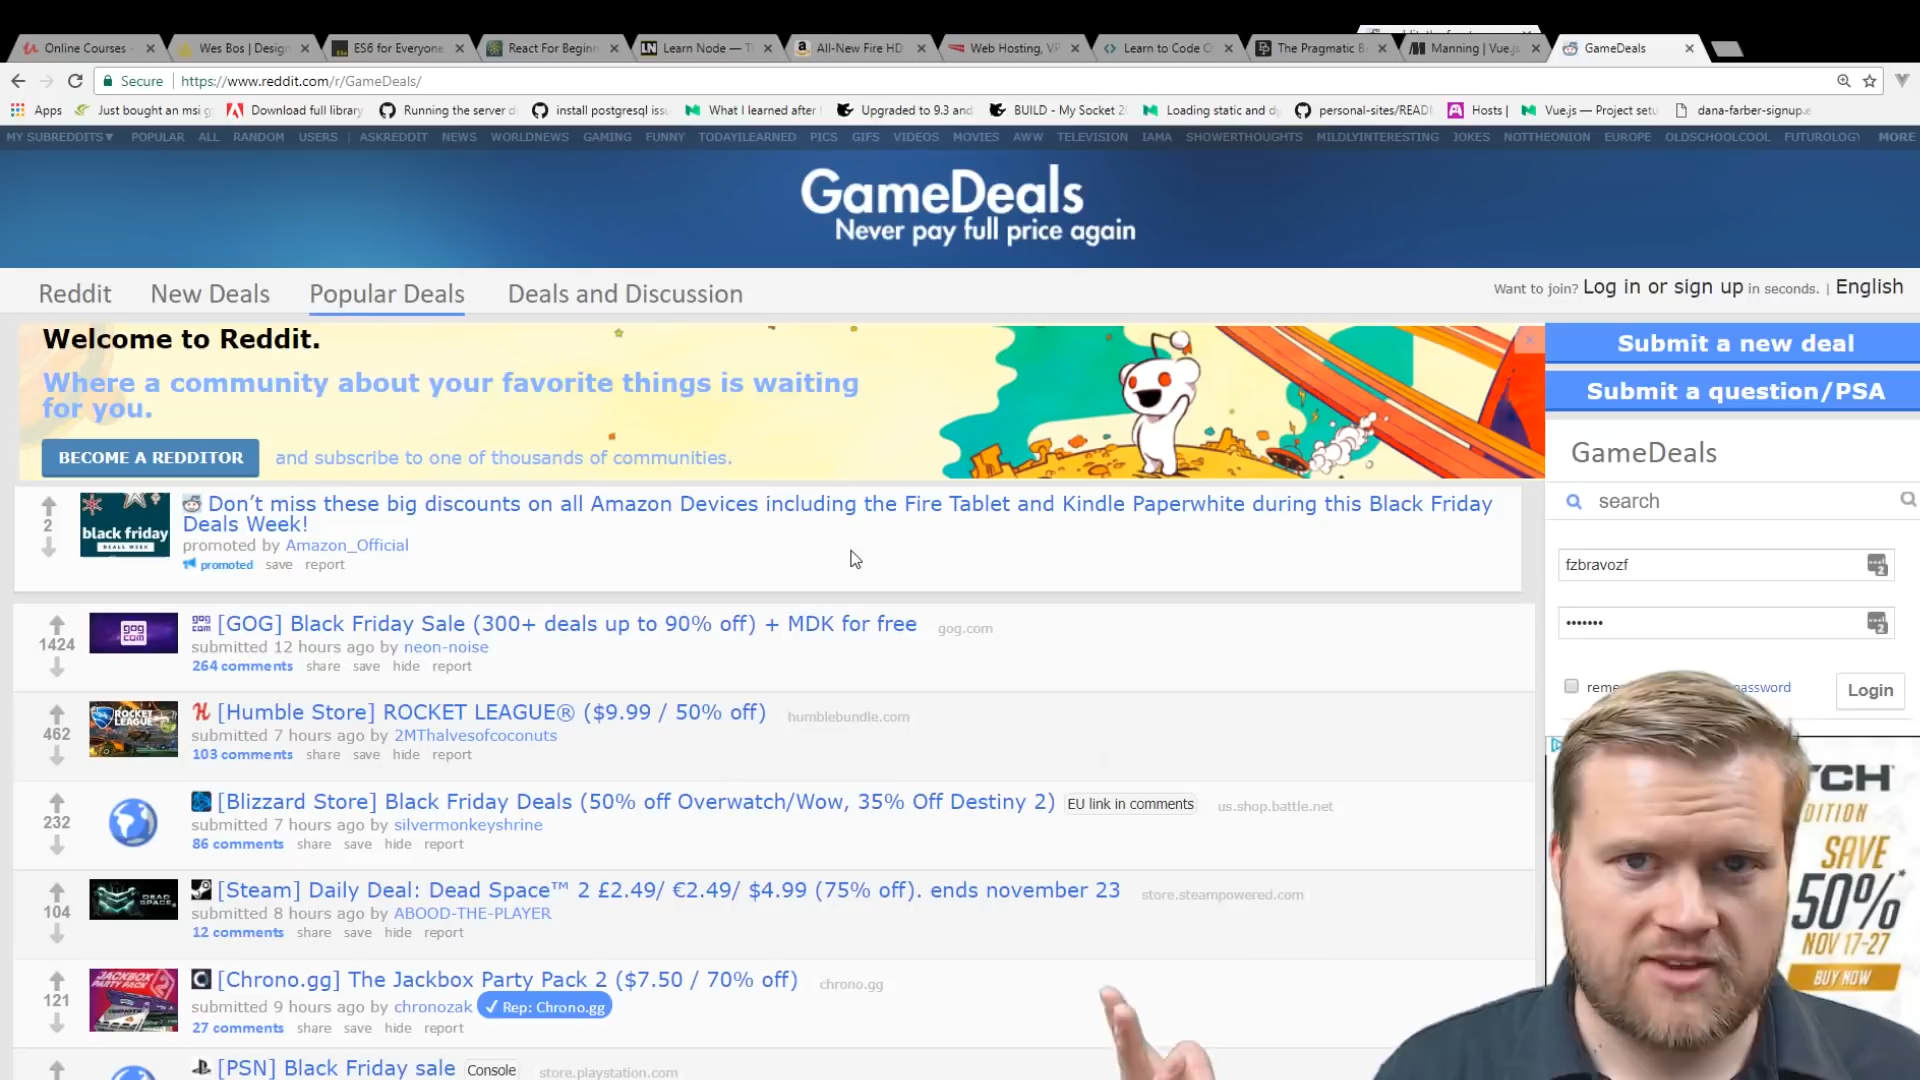 Online Courses -
Wes Bos | Design
ES6 for Everyone
React For Beginn
Learn Node — T
All-New Fire HD
Web Hosting, VP
Learn to Code O
The Pragmatic B
Manning | Vue.js
GameDeals
Secure https://www.reddit.com/r/GameDeals/
Apps
Just bought an msi g
Download full library
Running the server d
install postgresql iss
What I learned after
Upgraded to 9.3 and
BUILD - My Socket 2
Loading static and d
personal-sites/READ
Hosts |
Vue.js — Project setu
dana-farber-signup.e
MY SUBREDDITS ▼ POPULAR ALL RANDOM USERS | ASKREDDIT NEWS WORLDNEWS GAMING FUNNY TODAYILEARNED PICS GIFS VIDEOS MOVIES AWW TELEVISION IAMA SHOWERTHOUGHTS MILDLYINTERESTING JOKES NOTTHEONION EUROPE OLDSCHOOLCOOL FUTUROLOGY MORE
GameDeals
Never pay full price again
Reddit New Deals Popular Deals Deals and Discussion
Want to join? Log in or sign up in seconds. | English
Welcome to Reddit.
Where a community about your favorite things is waiting
for you.
BECOME A REDDITOR and subscribe to one of thousands of communities.
Submit a new deal
Submit a question/PSA
GameDeals
search
fzbravozf
•••••••
reme
password
Login
2
black friday
DEALS WEEK
Don’t miss these big discounts on all Amazon Devices including the Fire Tablet and Kindle Paperwhite during this Black Friday
Deals Week!
promoted by Amazon_Official
promoted save report
1424
gog
com
[GOG] Black Friday Sale (300+ deals up to 90% off) + MDK for free gog.com
submitted 12 hours ago by neon-noise
264 comments share save hide report
462
ROCKET
LEAGUE
[Humble Store] ROCKET LEAGUE® ($9.99 / 50% off) humblebundle.com
submitted 7 hours ago by 2MThalvesofcoconuts
103 comments share save hide report
232
[Blizzard Store] Black Friday Deals (50% off Overwatch/Wow, 35% Off Destiny 2) EU link in comments us.shop.battle.net
submitted 7 hours ago by silvermonkeyshrine
86 comments share save hide report
104
DEAD
SPACE
[Steam] Daily Deal: Dead Space™ 2 £2.49/ €2.49/ $4.99 (75% off). ends november 23 store.steampowered.com
submitted 8 hours ago by ABOOD-THE-PLAYER
12 comments share save hide report
121
JACKBOX
PARTY PACK
[Chrono.gg] The Jackbox Party Pack 2 ($7.50 / 70% off) chrono.gg
submitted 9 hours ago by chronozak ✓ Rep: Chrono.gg
27 comments share save hide report
[PSN] Black Friday sale Console store.playstation.com
TCH
DITION
SAVE
50%*
NOV 17-27
BUY NOW